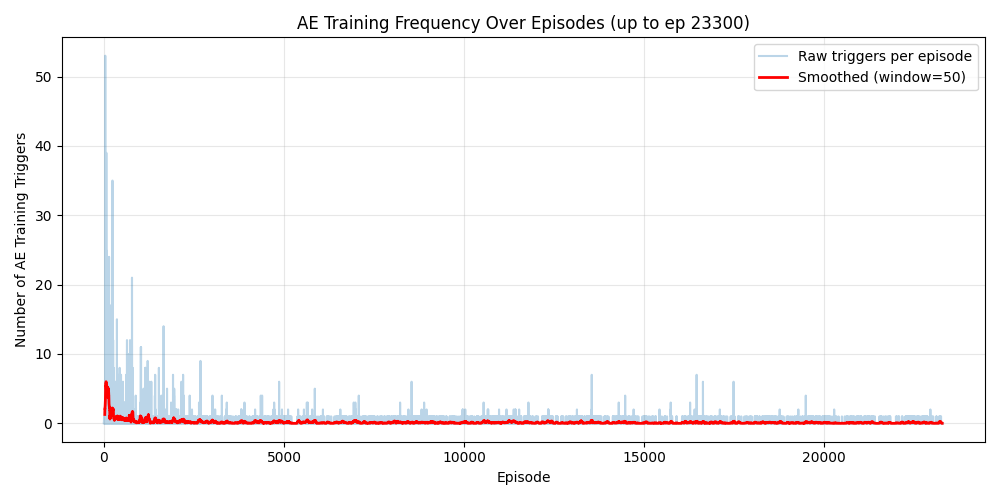 AE Training Frequency Over Episodes (up to ep 23300)
Raw triggers per episode
Smoothed (window=50)
Number of AE Training Triggers
50
40
30
20
10
0
0
5000
10000
15000
20000
Episode